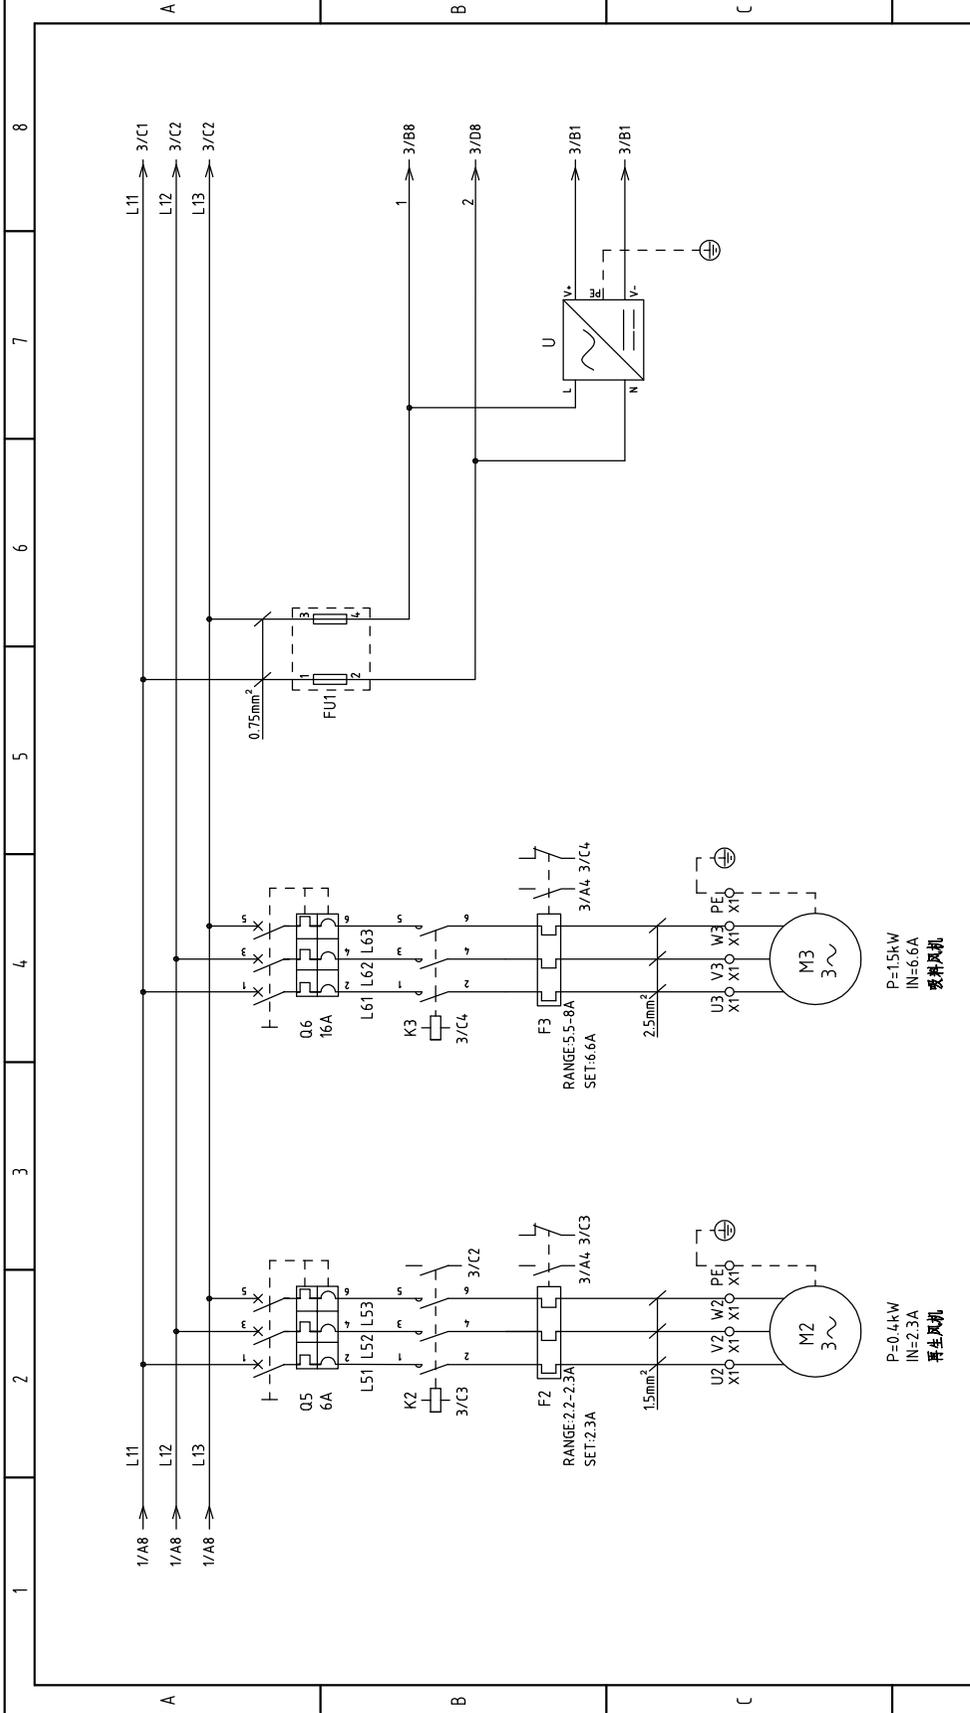 1 2 3 4 5 6 7 8
A
A
B
B
C
C
1/A8 L11 L11 3/C1
1/A8 L12 L12 3/C2
1/A8 L13 L13 3/C2
Q5
6A
1 3 5
2 4 6
L51 L52 L53
K2
3/C3
1 3 5
2 4 6
3/C2
F2
RANGE:2.2-2.3A
SET:2.3A
3/A4 3/C3
1.5mm²
U2 V2 W2 PE
X1 X1 X1 X1
M2
3~
P=0.4kW
IN=2.3A
再生风机
Q6
16A
1 3 5
2 4 6
L61 L62 L63
K3
3/C4
1 3 5
2 4 6
F3
RANGE:5.5-8A
SET:6.6A
3/A4 3/C4
2.5mm²
U3 V3 W3 PE
X1 X1 X1 X1
M3
3~
P=1.5kW
IN=6.6A
吸料风机
0.75mm²
FU1
1 3
2 4
1 3/B8
2 3/D8
U
L V+ 3/B1
PE
N V- 3/B1